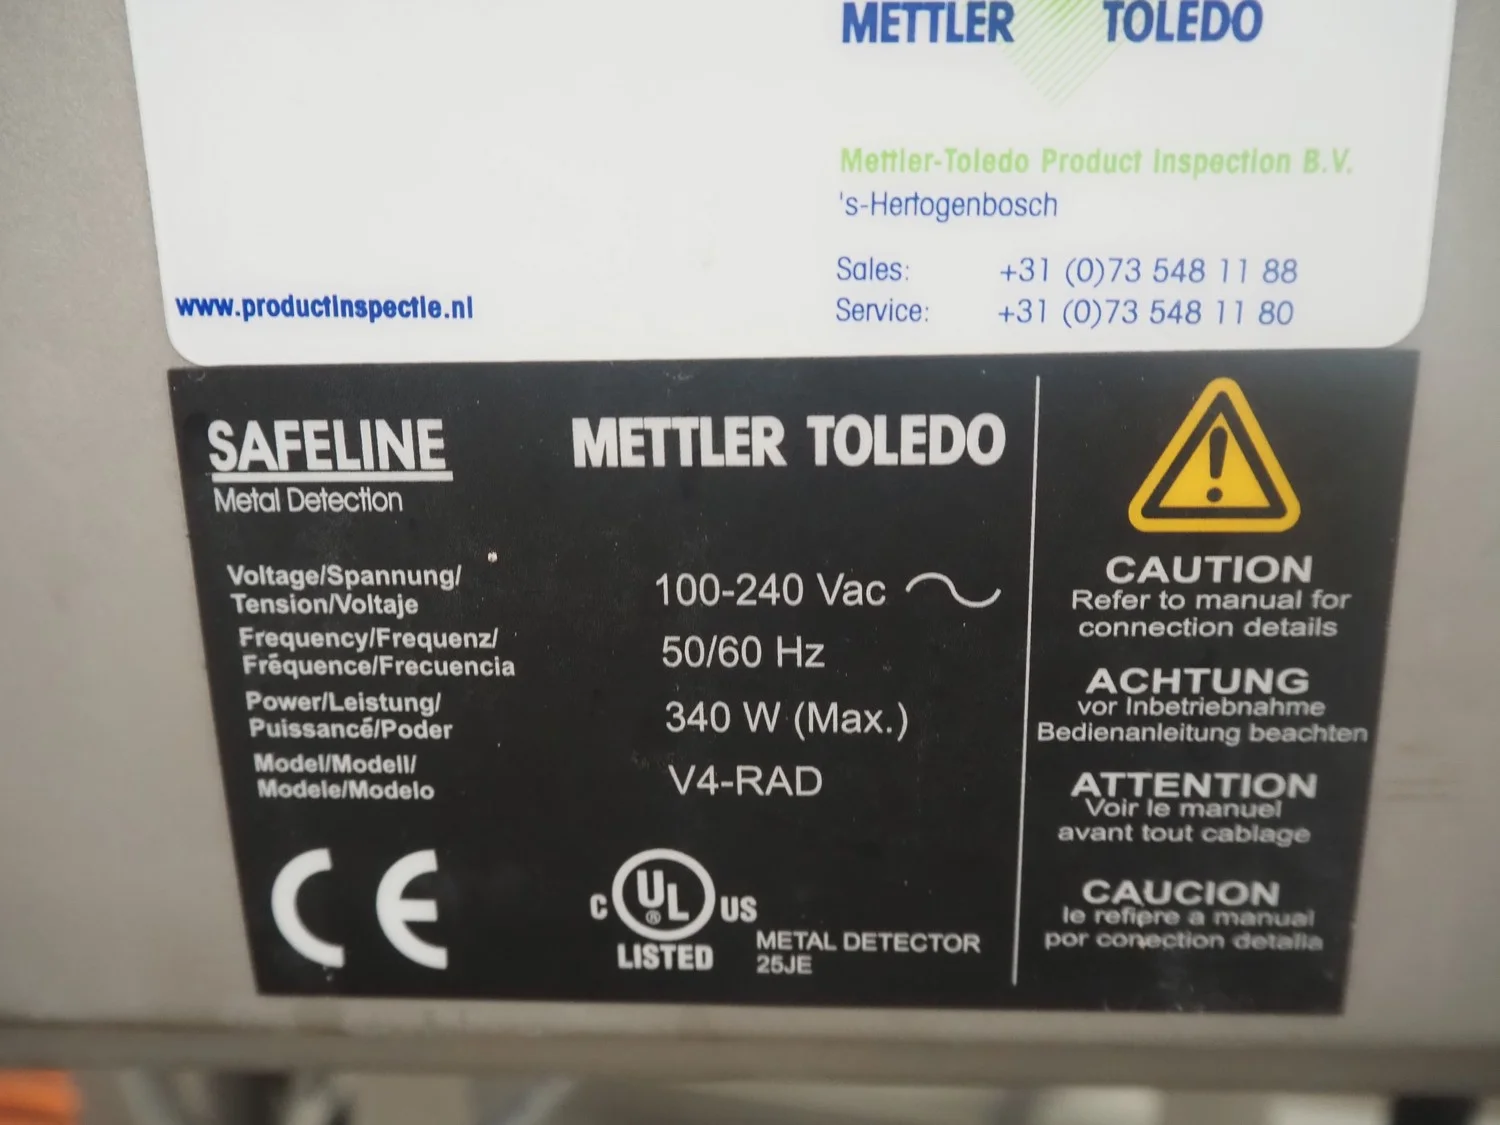 METTLER TOLEDO
Mettler-Toledo Product Inspection B.V.
's-Hertogenbosch
Sales: +31 (0)73 548 11 88
Service: +31 (0)73 548 11 80
www.productinspectie.nl
SAFELINE
Metal Detection
METTLER TOLEDO
Voltage/Spannung/
Tension/Voltaje
100-240 Vac
Frequency/Frequenz/
Fréquence/Frecuencia
50/60 Hz
Power/Leistung/
Puissancé/Poder
340 W (Max.)
Model/Modell/
Modele/Modelo
V4-RAD
CE
C UL ® US
LISTED
METAL DETECTOR
25JE
CAUTION
Refer to manual for
connection details
ACHTUNG
vor Inbetriebnahme
Bedienanleitung beachten
ATTENTION
Voir le manuel
avant tout cablage
CAUCION
le refiere a manual
por conection detalla